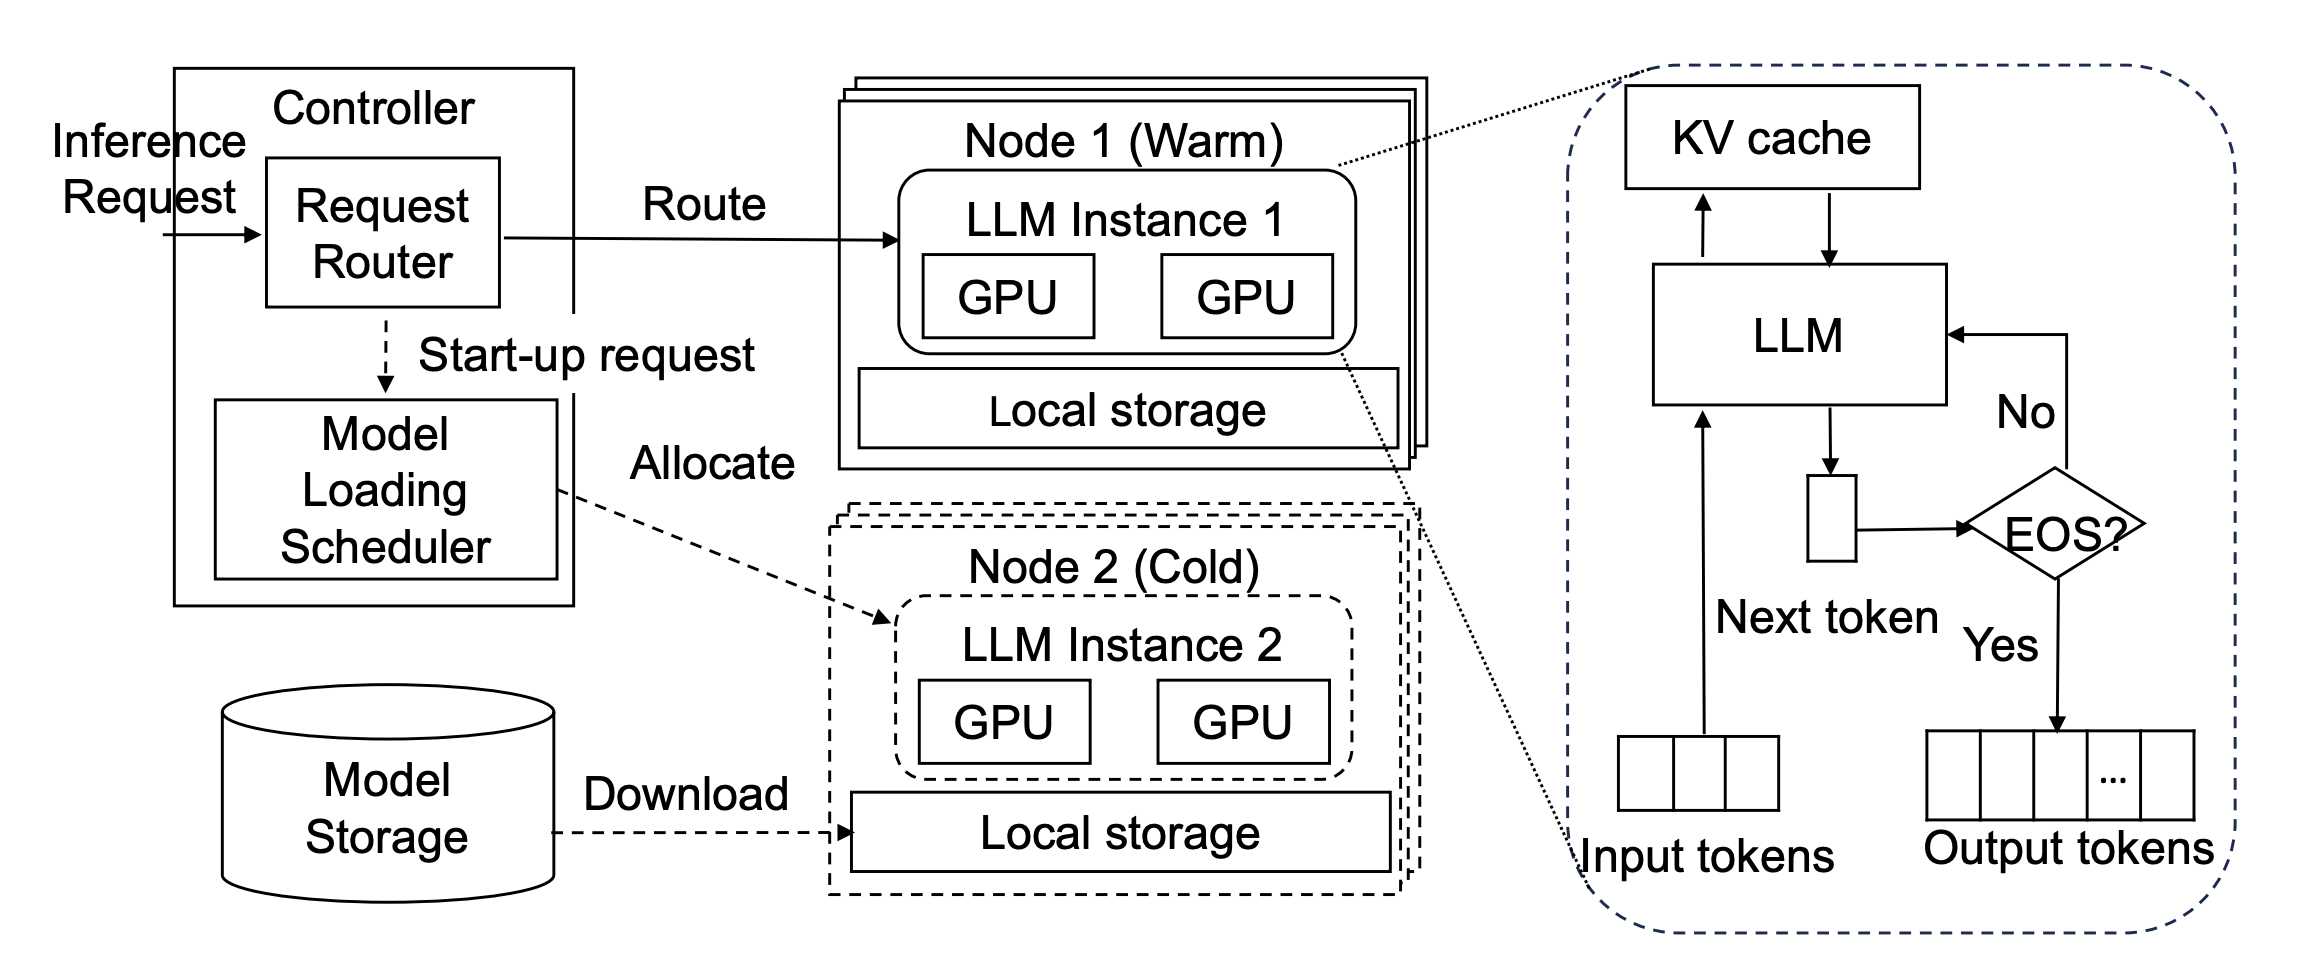 Controller
Inference
Request
Request
Router
Route
Start-up request
Model
Loading
Scheduler
Allocate
Model
Storage
Download
Node 1 (Warm)
LLM Instance 1
GPU
GPU
Local storage
Node 2 (Cold)
LLM Instance 2
GPU
GPU
Local storage
KV cache
LLM
No
EOS?
Next token
Yes
...
Input tokens
Output tokens